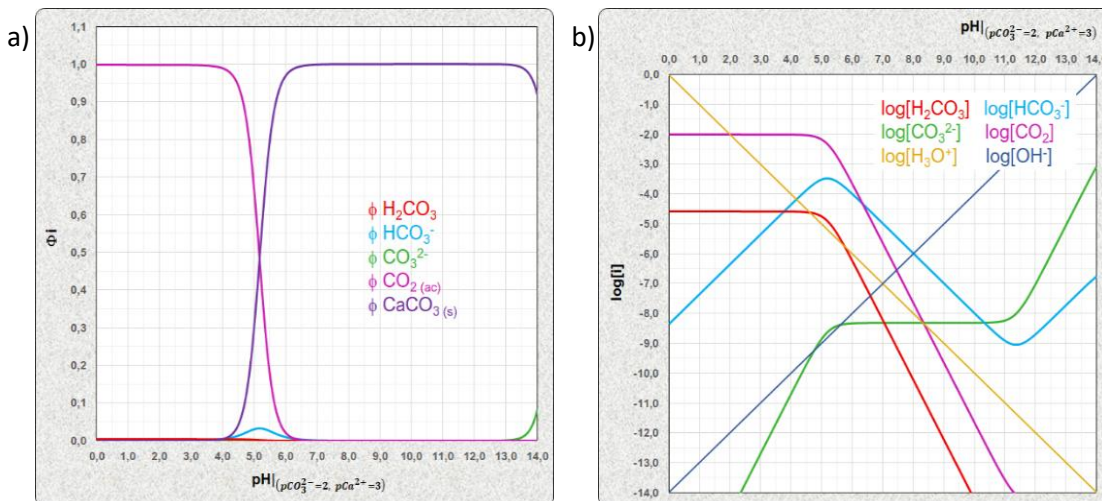 a)
1,1
1,0
0,9
0,8
0,7
0,6
0,5
0,4
0,3
0,2
0,1
0,0
Φi
ϕ H₂CO₃
ϕ HCO₃⁻
ϕ CO₃²⁻
ϕ CO₂ (ac)
ϕ CaCO₃ (s)
0,0 1,0 2,0 3,0 4,0 5,0 6,0 7,0 8,0 9,0 10,0 11,0 12,0 13,0 14,0
pH|(pCO₃²⁻=2, pCa²⁺=3)
b)
pH|(pCO₃²⁻=2, pCa²⁺=3)
0,0 1,0 2,0 3,0 4,0 5,0 6,0 7,0 8,0 9,0 10,0 11,0 12,0 13,0 14,0
0,0
-1,0
-2,0
-3,0
-4,0
-5,0
-6,0
-7,0
-8,0
-9,0
-10,0
-11,0
-12,0
-13,0
-14,0
log[i]
log[H₂CO₃] log[HCO₃⁻]
log[CO₃²⁻] log[CO₂]
log[H₃O⁺] log[OH⁻]